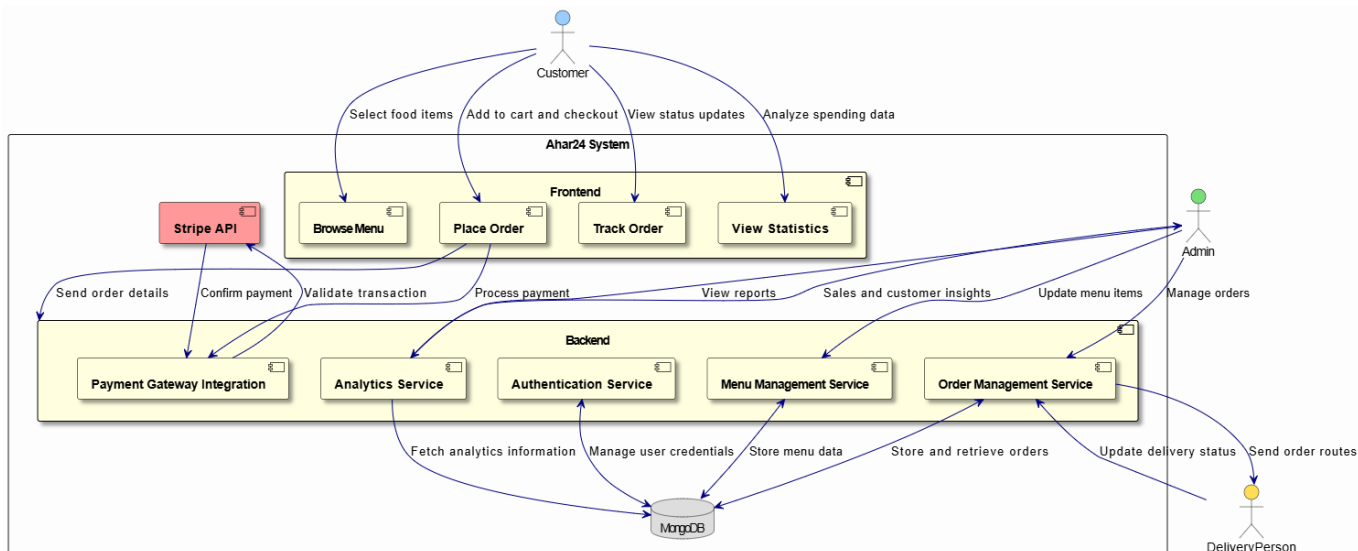 Customer
Select food items
Add to cart and checkout
View status updates
Analyze spending data
Ahar24 System
Frontend
Stripe API
Browse Menu
Place Order
Track Order
View Statistics
Admin
Send order details
Confirm payment
Validate transaction
Process payment
View reports
Sales and customer insights
Update menu items
Manage orders
Backend
Payment Gateway Integration
Analytics Service
Authentication Service
Menu Management Service
Order Management Service
Fetch analytics information
Manage user credentials
Store menu data
Store and retrieve orders
Update delivery status
Send order routes
MongoDB
DeliveryPerson